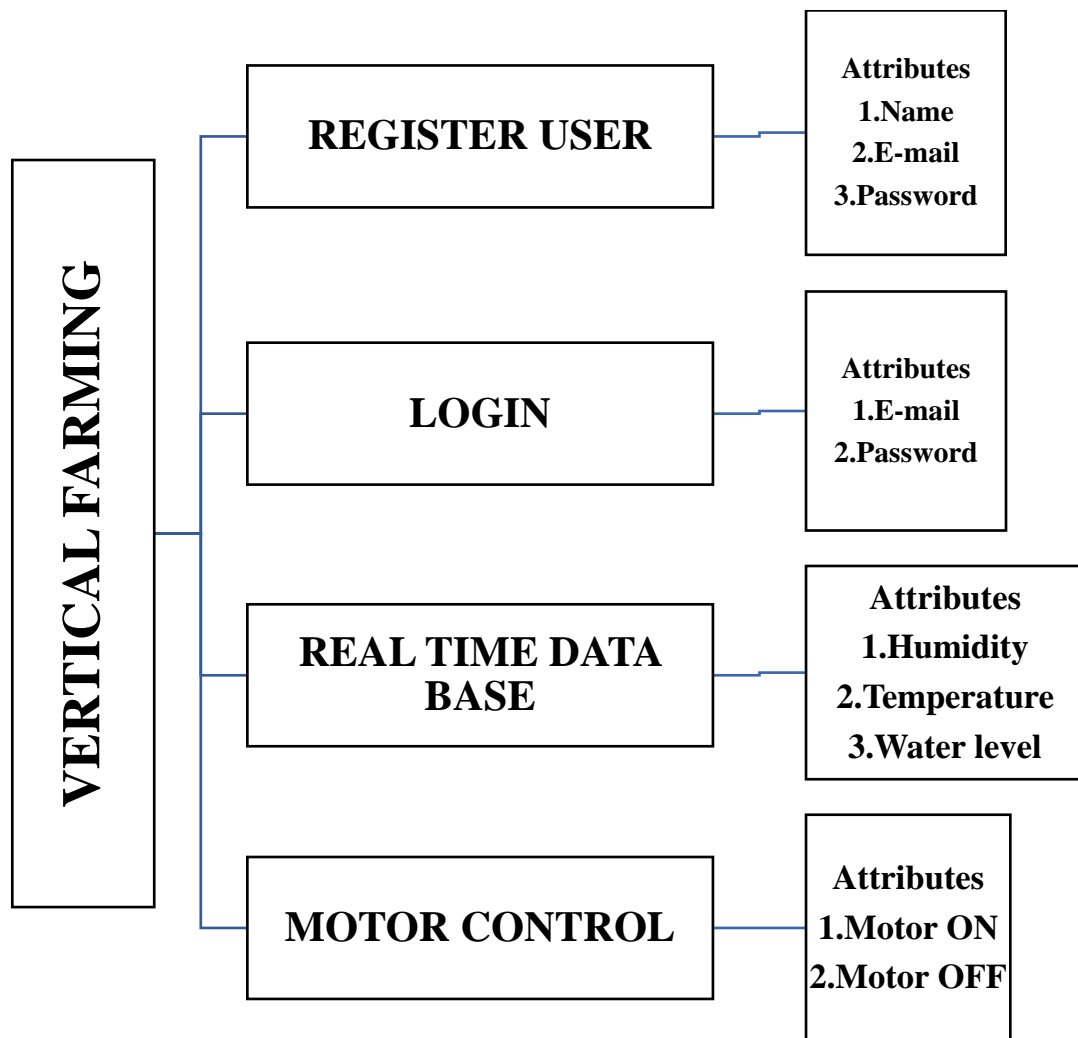 VERTICAL FARMING
REGISTER USER
Attributes
1.Name
2.E-mail
3.Password
LOGIN
Attributes
1.E-mail
2.Password
REAL TIME DATA
BASE
Attributes
1.Humidity
2.Temperature
3.Water level
MOTOR CONTROL
Attributes
1.Motor ON
2.Motor OFF